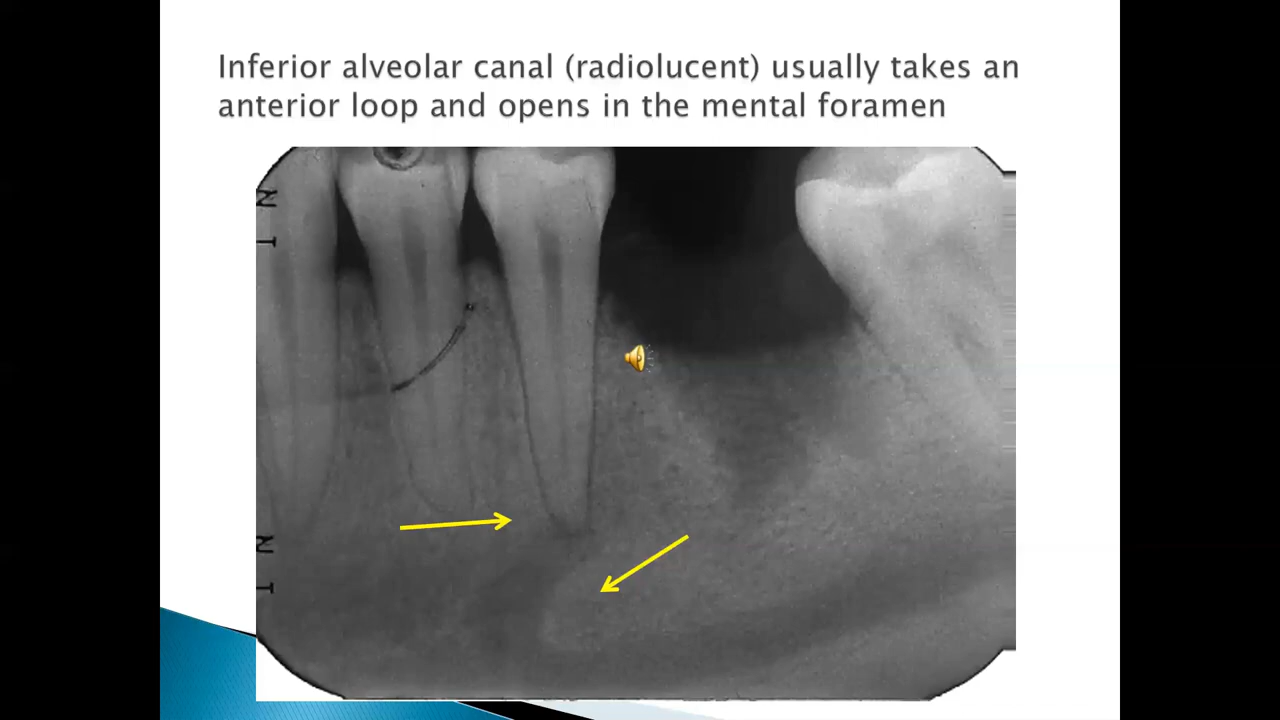 Inferior alveolar canal (radiolucent) usually takes an
anterior loop and opens in the mental foramen